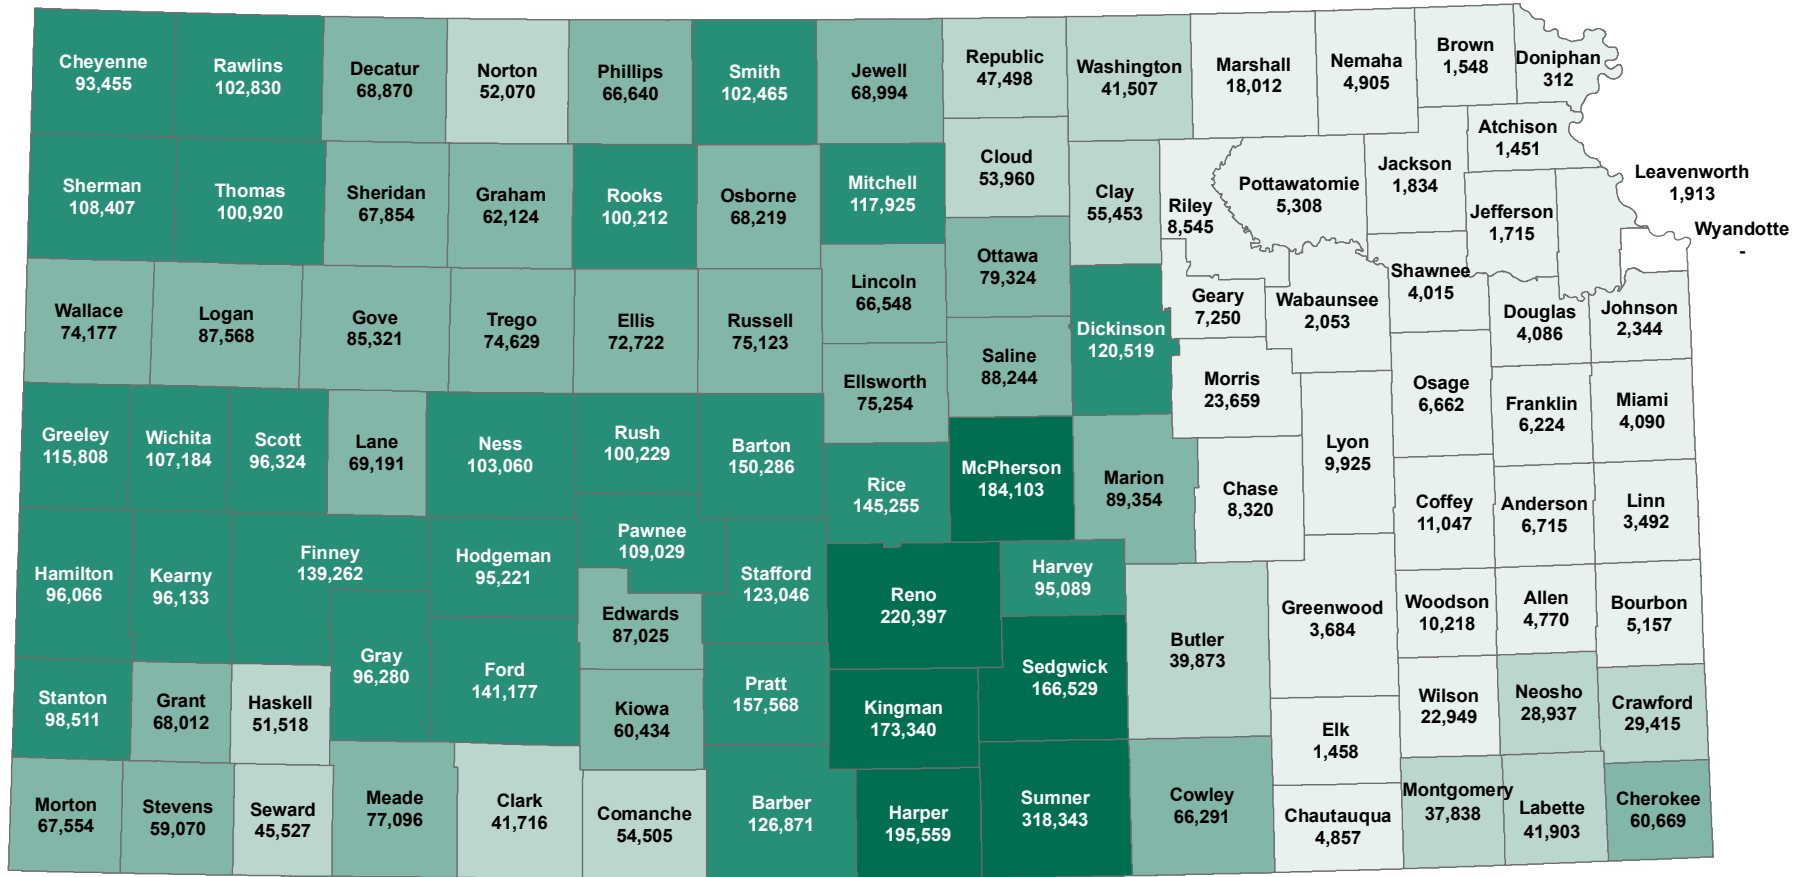 Cheyenne
93,455
Rawlins
102,830
Decatur
68,870
Norton
52,070
Phillips
66,640
Smith
102,465
Jewell
68,994
Republic
47,498
Washington
41,507
Marshall
18,012
Nemaha
4,905
Brown
1,548
Doniphan
312
Sherman
108,407
Thomas
100,920
Sheridan
67,854
Graham
62,124
Rooks
100,212
Osborne
68,219
Mitchell
117,925
Cloud
53,960
Clay
55,453
Riley
8,545
Pottawatomie
5,308
Jackson
1,834
Atchison
1,451
Jefferson
1,715
Leavenworth
1,913
Wyandotte
-
Wallace
74,177
Logan
87,568
Gove
85,321
Trego
74,629
Ellis
72,722
Russell
75,123
Lincoln
66,548
Ottawa
79,324
Saline
88,244
Dickinson
120,519
Geary
7,250
Wabaunsee
2,053
Shawnee
4,015
Douglas
4,086
Johnson
2,344
Ellsworth
75,254
Morris
23,659
Osage
6,662
Franklin
6,224
Miami
4,090
Greeley
115,808
Wichita
107,184
Scott
96,324
Lane
69,191
Ness
103,060
Rush
100,229
Barton
150,286
Rice
145,255
McPherson
184,103
Marion
89,354
Chase
8,320
Lyon
9,925
Coffey
11,047
Anderson
6,715
Linn
3,492
Hamilton
96,066
Kearny
96,133
Finney
139,262
Hodgeman
95,221
Pawnee
109,029
Stafford
123,046
Edwards
87,025
Reno
220,397
Harvey
95,089
Butler
39,873
Greenwood
3,684
Woodson
10,218
Allen
4,770
Bourbon
5,157
Stanton
98,511
Grant
68,012
Haskell
51,518
Gray
96,280
Ford
141,177
Kiowa
60,434
Pratt
157,568
Kingman
173,340
Sedgwick
166,529
Elk
1,458
Wilson
22,949
Neosho
28,937
Crawford
29,415
Morton
67,554
Stevens
59,070
Seward
45,527
Meade
77,096
Clark
41,716
Comanche
54,505
Barber
126,871
Harper
195,559
Sumner
318,343
Cowley
66,291
Chautauqua
4,857
Montgomery
37,838
Labette
41,903
Cherokee
60,669